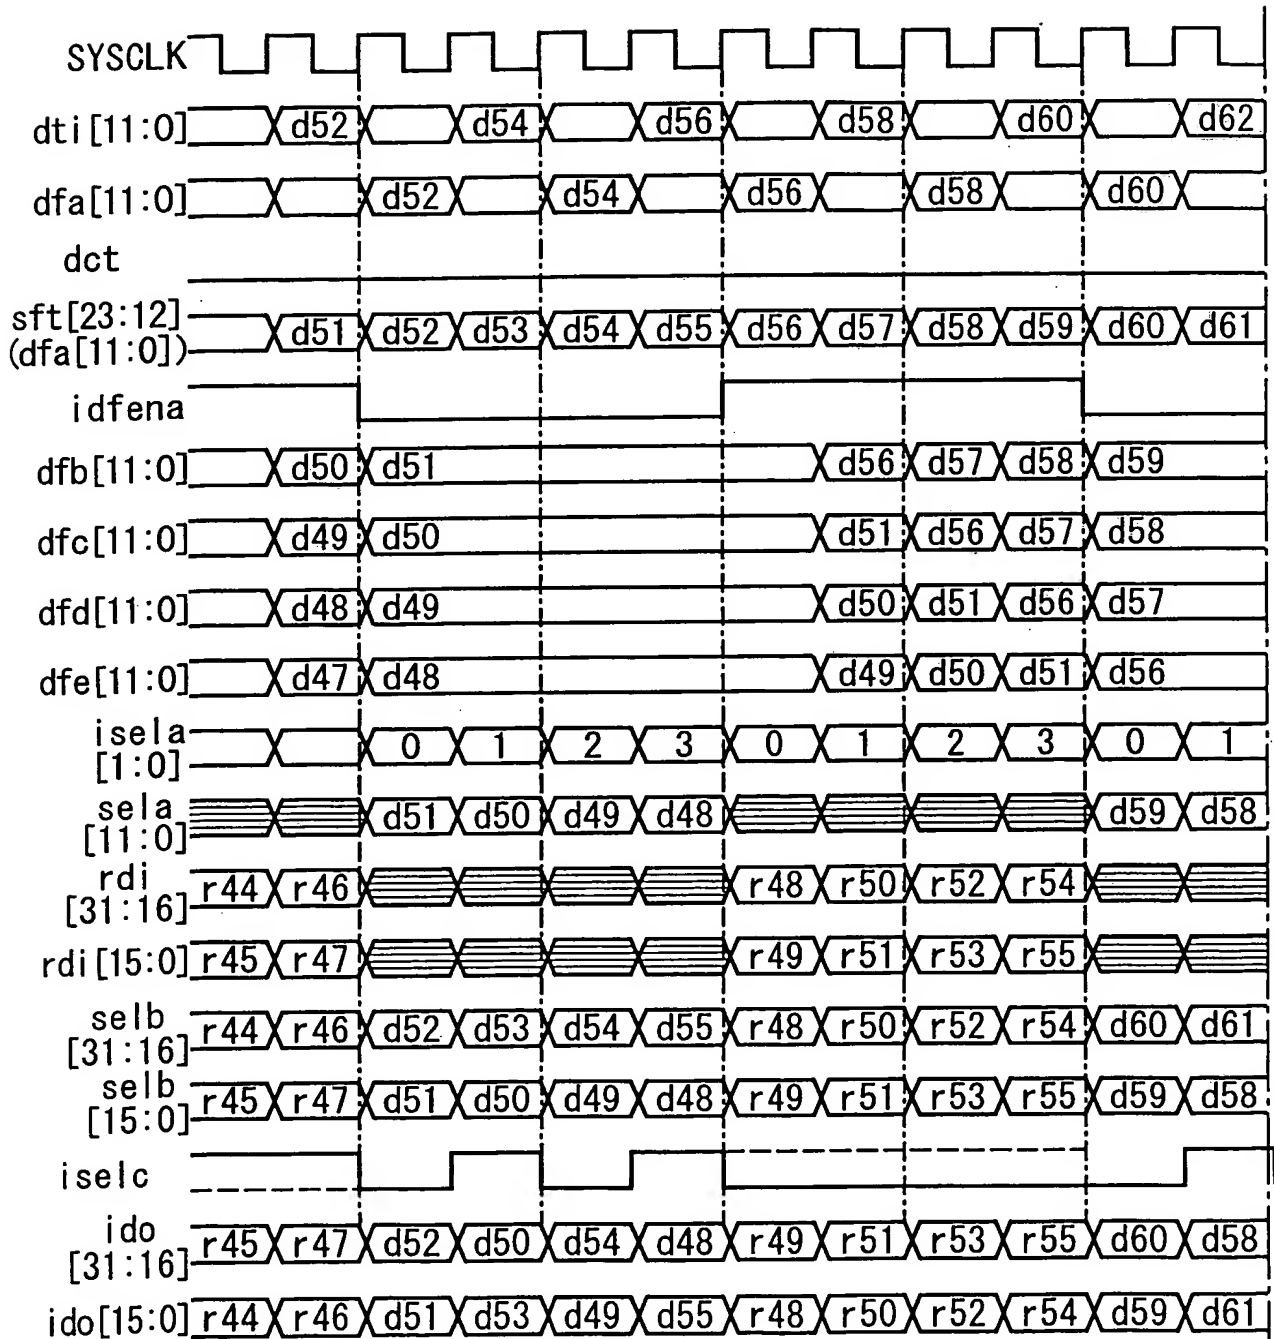 SYSCLK
dti[11:0] d52 d54 d56 d58 d60 d62
dfa[11:0] d52 d54 d56 d58 d60
dct
sft[23:12]
(dfa[11:0]) d51 d52 d53 d54 d55 d56 d57 d58 d59 d60 d61
idfena
dfb[11:0] d50 d51 d56 d57 d58 d59
dfc[11:0] d49 d50 d51 d56 d57 d58
dfd[11:0] d48 d49 d50 d51 d56 d57
dfe[11:0] d47 d48 d49 d50 d51 d56
isela
[1:0] 0 1 2 3 0 1 2 3 0 1
sela
[11:0] d51 d50 d49 d48 d59 d58
rdi
[31:16] r44 r46 r48 r50 r52 r54
rdi[15:0] r45 r47 r49 r51 r53 r55
selb
[31:16] r44 r46 d52 d53 d54 d55 r48 r50 r52 r54 d60 d61
selb
[15:0] r45 r47 d51 d50 d49 d48 r49 r51 r53 r55 d59 d58
iselc
ido
[31:16] r45 r47 d52 d50 d54 d48 r49 r51 r53 r55 d60 d58
ido[15:0] r44 r46 d51 d53 d49 d55 r48 r50 r52 r54 d59 d61